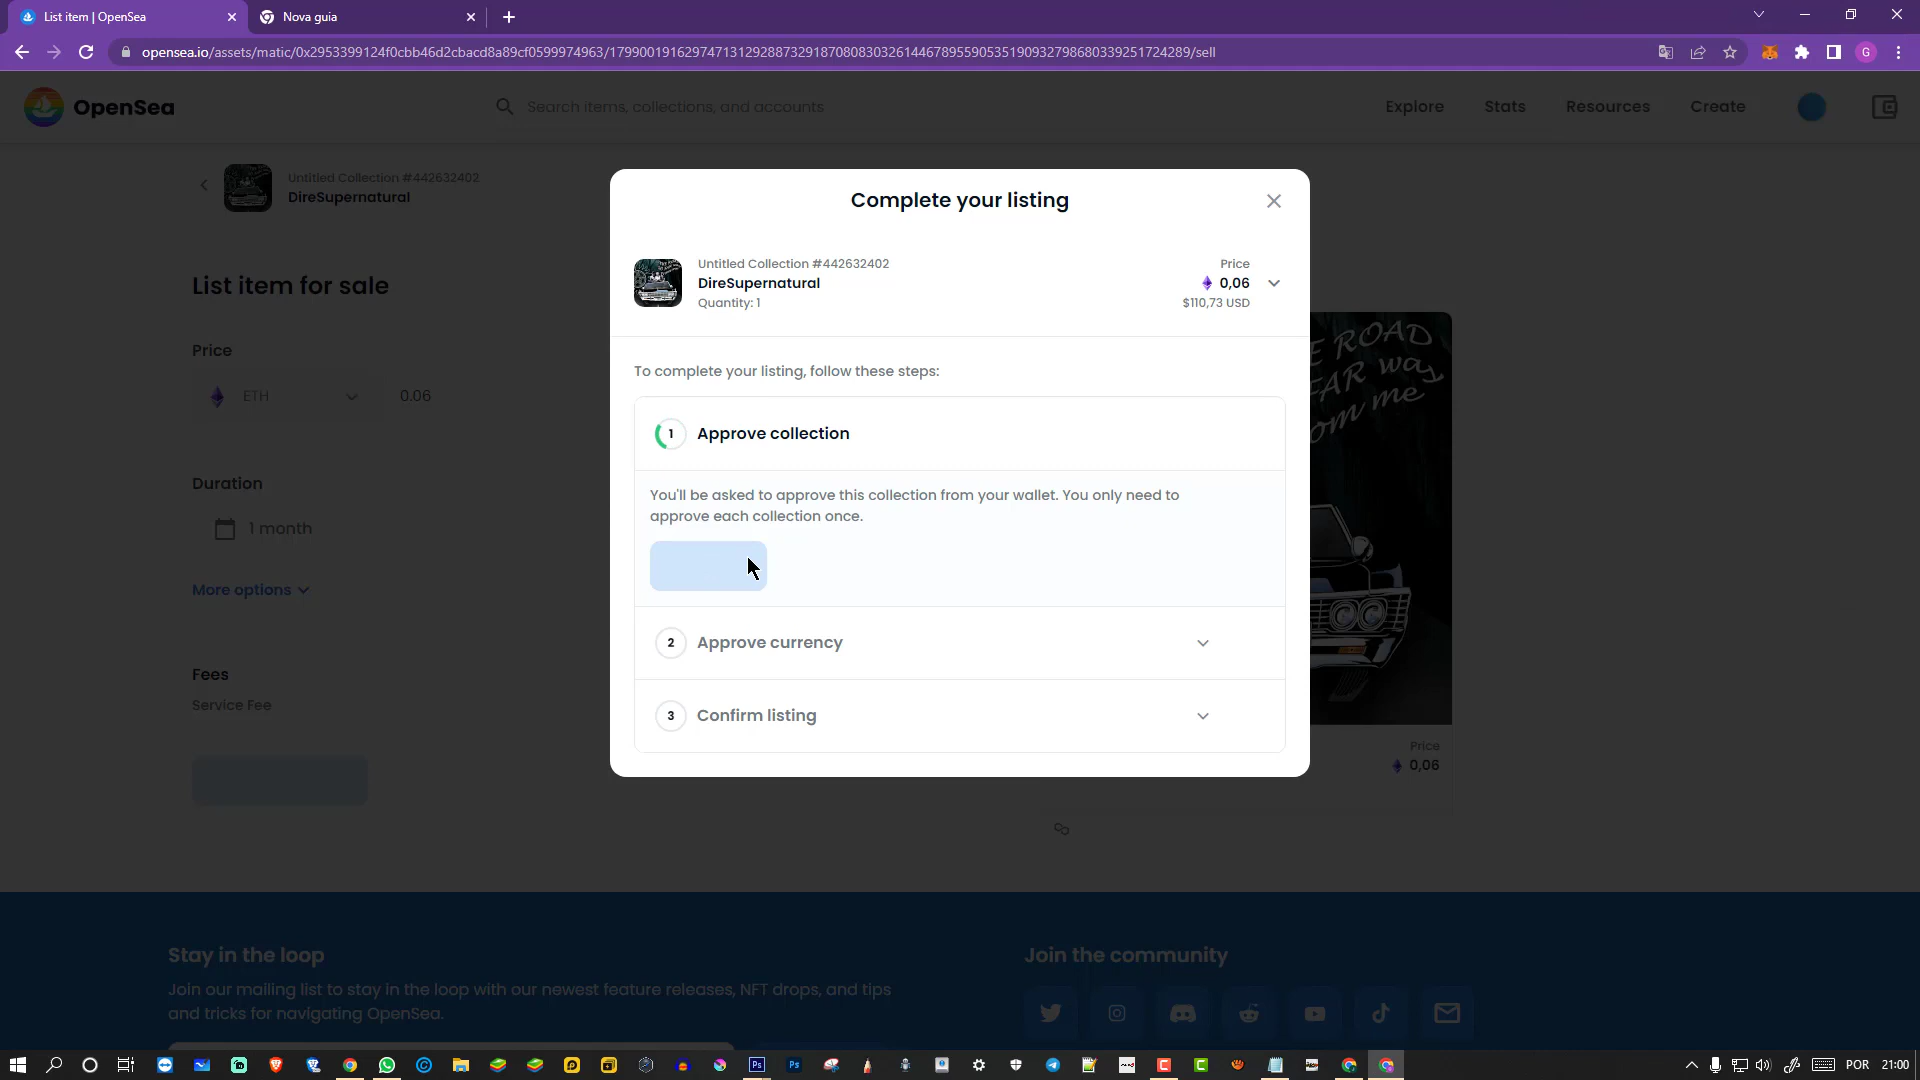 List item | OpenSea
Nova guia
opensea.io/assets/matic/0x2953399124f0cbb46d2cbacd8a89cf0599974963/17990019162974713129288732918708083032614467895590535190932798680339251724289/sell
G
OpenSea
Search items, collections, and accounts
Explore
Stats
Resources
Create
Untitled Collection #442632402
DireSupernatural
List item for sale
Price
ETH
0.06
Duration
1 month
More options
Fees
Service Fee
Complete your listing
Untitled Collection #442632402
DireSupernatural
Quantity: 1
Price
0,06
$110,73 USD
To complete your listing, follow these steps:
1 Approve collection
You'll be asked to approve this collection from your wallet. You only need to
approve each collection once.
2 Approve currency
3 Confirm listing
E ROAD
FAR way
om me
Price
0,06
Stay in the loop
Join our mailing list to stay in the loop with our newest feature releases, NFT drops, and tips
and tricks for navigating OpenSea.
Join the community
POR
21:00